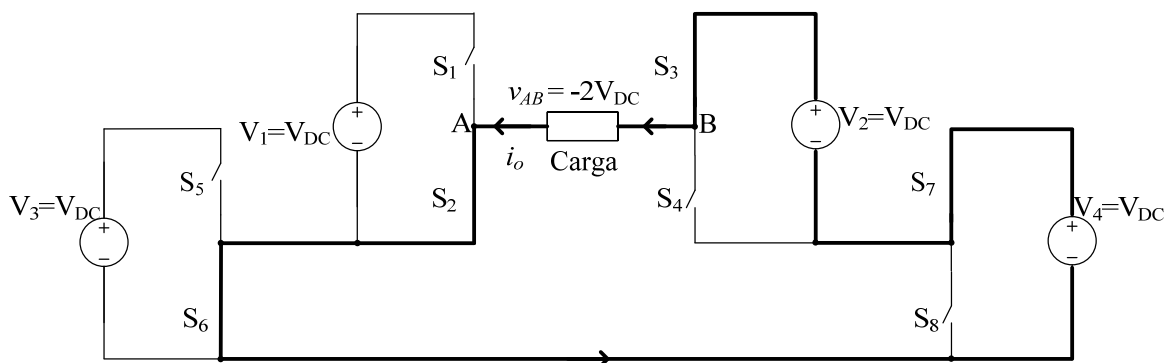 S1
S3
vAB = -2VDC
V1=VDC
+
−
A
B
+
−
V2=VDC
io
Carga
S5
S2
S4
S7
V3=VDC
+
−
V4=VDC
+
−
S6
S8